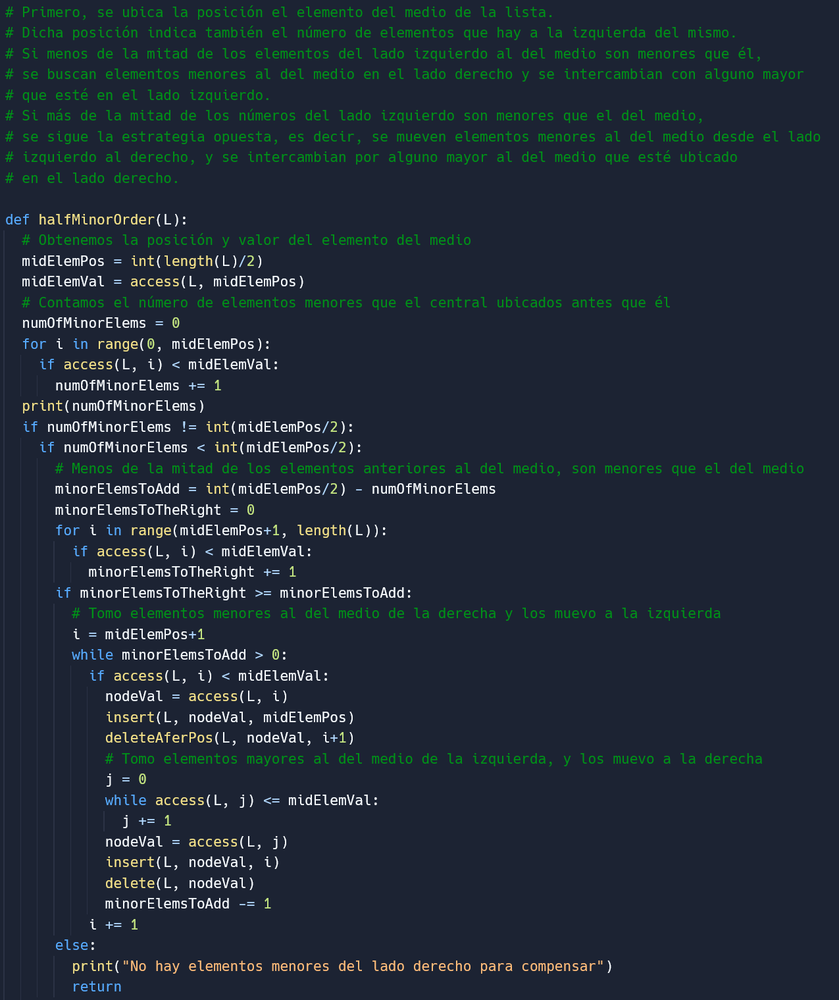 # Primero, se ubica la posición el elemento del medio de la lista.
# Dicha posición indica también el número de elementos que hay a la izquierda del mismo.
# Si menos de la mitad de los elementos del lado izquierdo al del medio son menores que él,
# se buscan elementos menores al del medio en el lado derecho y se intercambian con alguno mayor
# que esté en el lado izquierdo.
# Si más de la mitad de los números del lado izquierdo son menores que el del medio,
# se sigue la estrategia opuesta, es decir, se mueven elementos menores al del medio desde el lado
# izquierdo al derecho, y se intercambian por alguno mayor al del medio que esté ubicado
# en el lado derecho.

def halfMinorOrder(L):
  # Obtenemos la posición y valor del elemento del medio
  midElemPos = int(length(L)/2)
  midElemVal = access(L, midElemPos)
  # Contamos el número de elementos menores que el central ubicados antes que él
  numOfMinorElems = 0
  for i in range(0, midElemPos):
    if access(L, i) < midElemVal:
      numOfMinorElems += 1
  print(numOfMinorElems)
  if numOfMinorElems != int(midElemPos/2):
    if numOfMinorElems < int(midElemPos/2):
      # Menos de la mitad de los elementos anteriores al del medio, son menores que el del medio
      minorElemsToAdd = int(midElemPos/2) - numOfMinorElems
      minorElemsToTheRight = 0
      for i in range(midElemPos+1, length(L)):
        if access(L, i) < midElemVal:
          minorElemsToTheRight += 1
      if minorElemsToTheRight >= minorElemsToAdd:
        # Tomo elementos menores al del medio de la derecha y los muevo a la izquierda
        i = midElemPos+1
        while minorElemsToAdd > 0:
          if access(L, i) < midElemVal:
            nodeVal = access(L, i)
            insert(L, nodeVal, midElemPos)
            deleteAferPos(L, nodeVal, i+1)
            # Tomo elementos mayores al del medio de la izquierda, y los muevo a la derecha
            j = 0
            while access(L, j) <= midElemVal:
              j += 1
            nodeVal = access(L, j)
            insert(L, nodeVal, i)
            delete(L, nodeVal)
            minorElemsToAdd -= 1
          i += 1
      else:
        print("No hay elementos menores del lado derecho para compensar")
        return